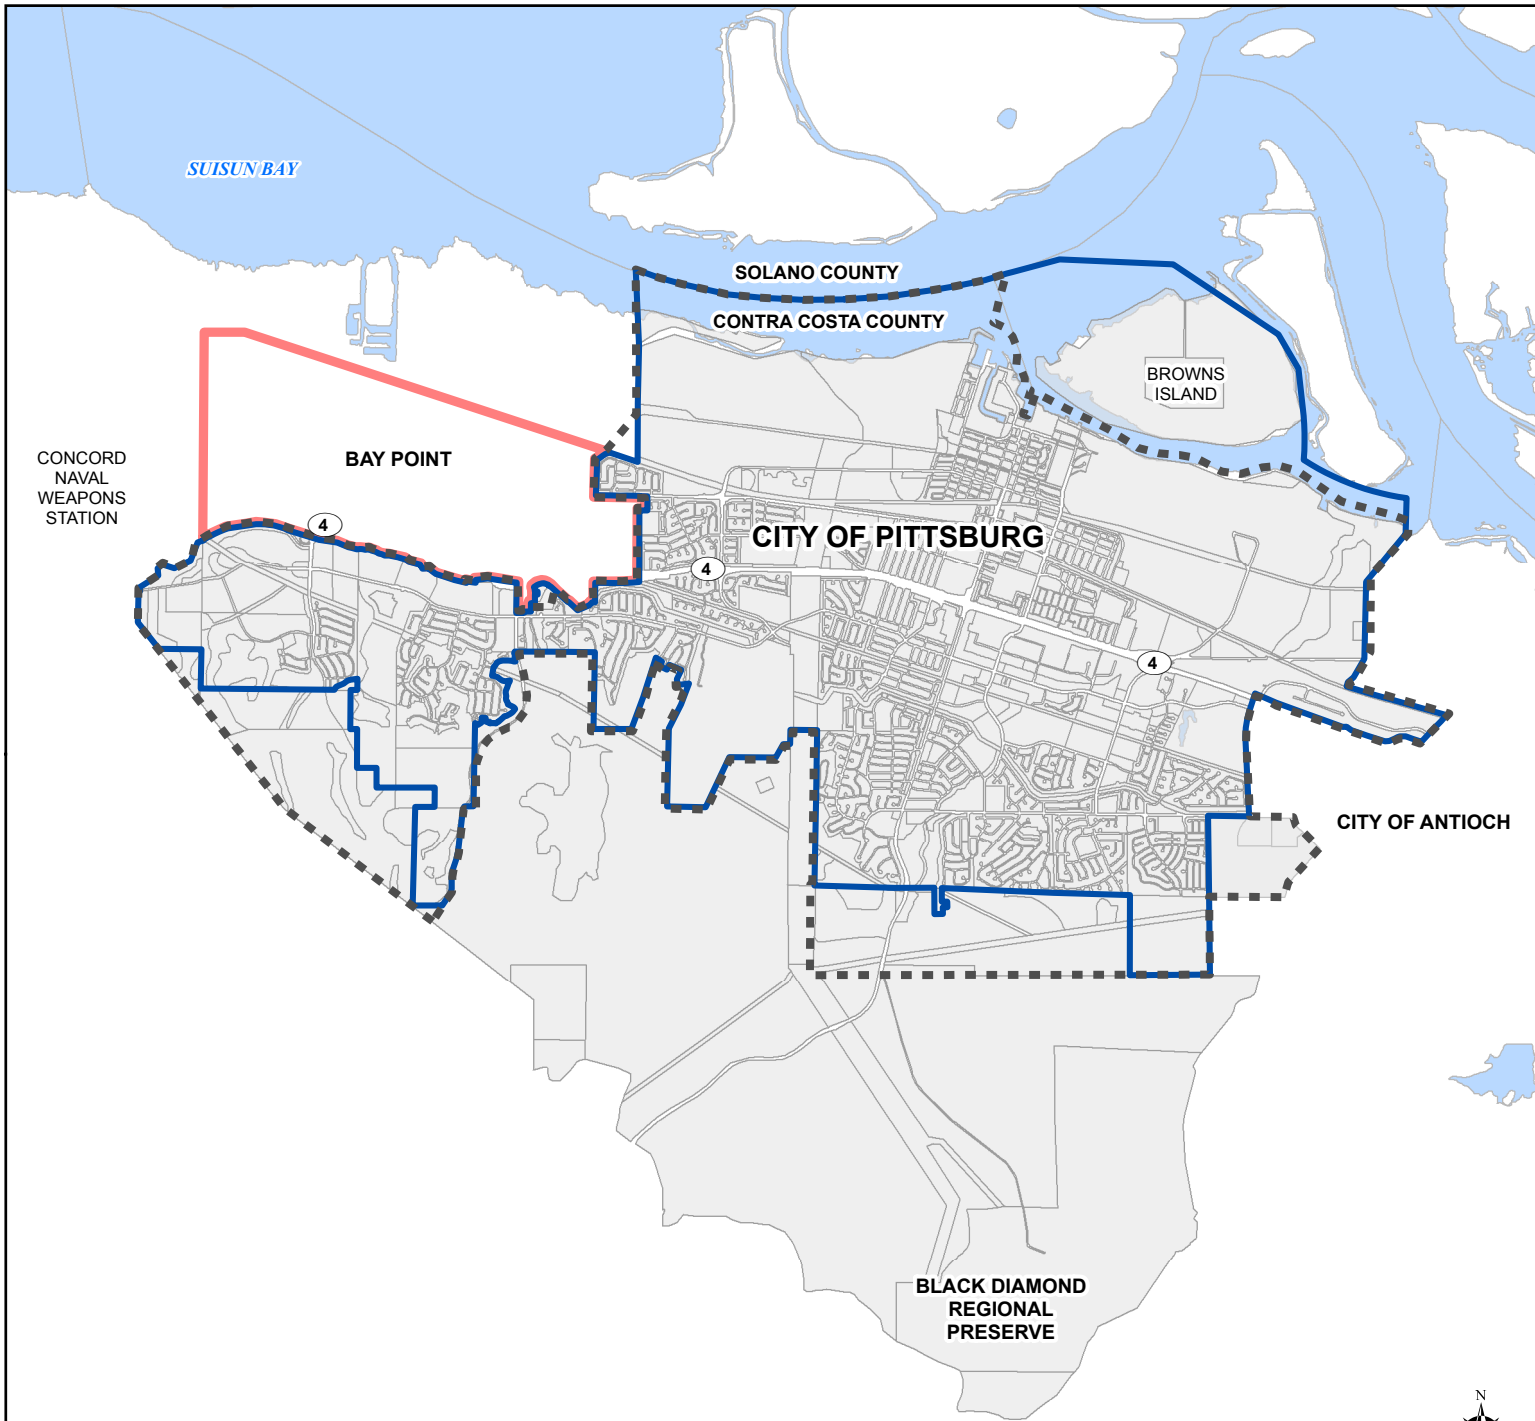 SUISUN BAY
SOLANO COUNTY
CONTRA COSTA COUNTY
BROWNS
ISLAND
CONCORD
NAVAL
WEAPONS
STATION
BAY POINT
4
CITY OF PITTSBURG
4
4
CITY OF ANTIOCH
BLACK DIAMOND
REGIONAL
PRESERVE
N